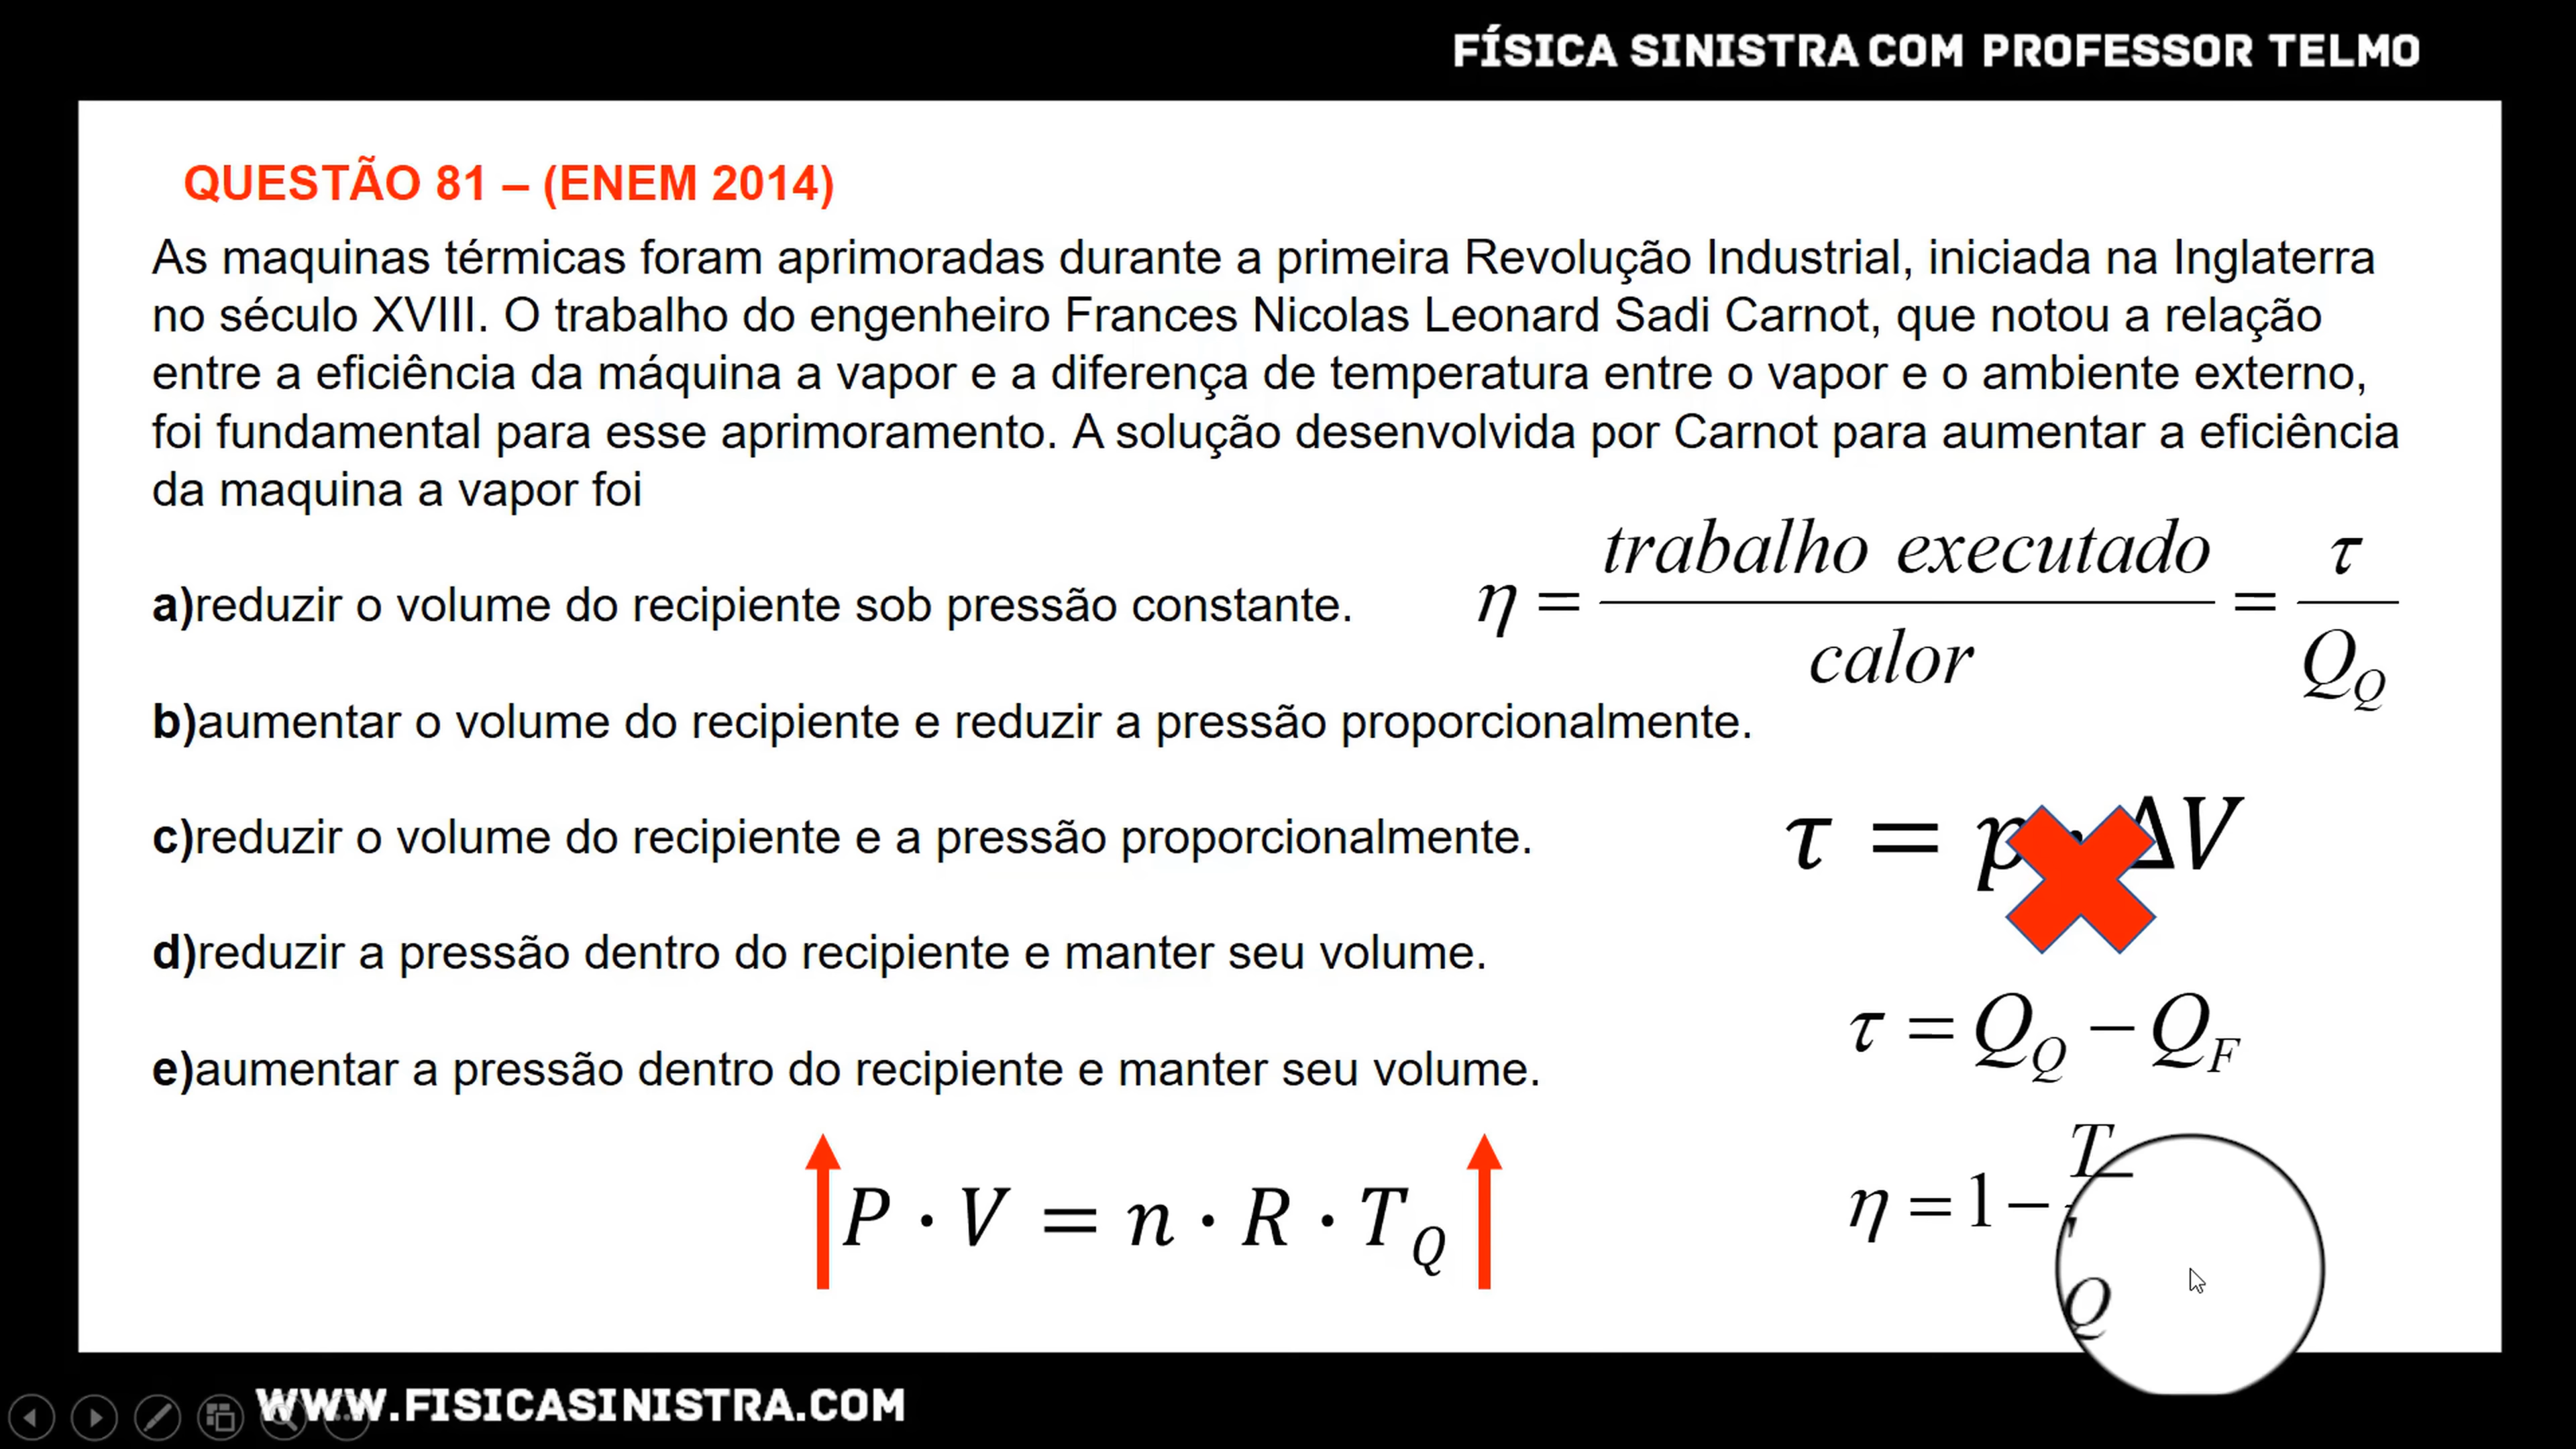 FÍSICA SINISTRA COM PROFESSOR TELMO
QUESTÃO 81 – (ENEM 2014)
As maquinas térmicas foram aprimoradas durante a primeira Revolução Industrial, iniciada na Inglaterra
no século XVIII. O trabalho do engenheiro Frances Nicolas Leonard Sadi Carnot, que notou a relação
entre a eficiência da máquina a vapor e a diferença de temperatura entre o vapor e o ambiente externo,
foi fundamental para esse aprimoramento. A solução desenvolvida por Carnot para aumentar a eficiência
da maquina a vapor foi
a)reduzir o volume do recipiente sob pressão constante.
η = trabalho executado / calor = τ / Q_Q
b)aumentar o volume do recipiente e reduzir a pressão proporcionalmente.
c)reduzir o volume do recipiente e a pressão proporcionalmente.
τ = p · ΔV
d)reduzir a pressão dentro do recipiente e manter seu volume.
τ = Q_Q − Q_F
e)aumentar a pressão dentro do recipiente e manter seu volume.
P · V = n · R · T_Q
η = 1 − T
Q
WWW.FISICASINISTRA.COM